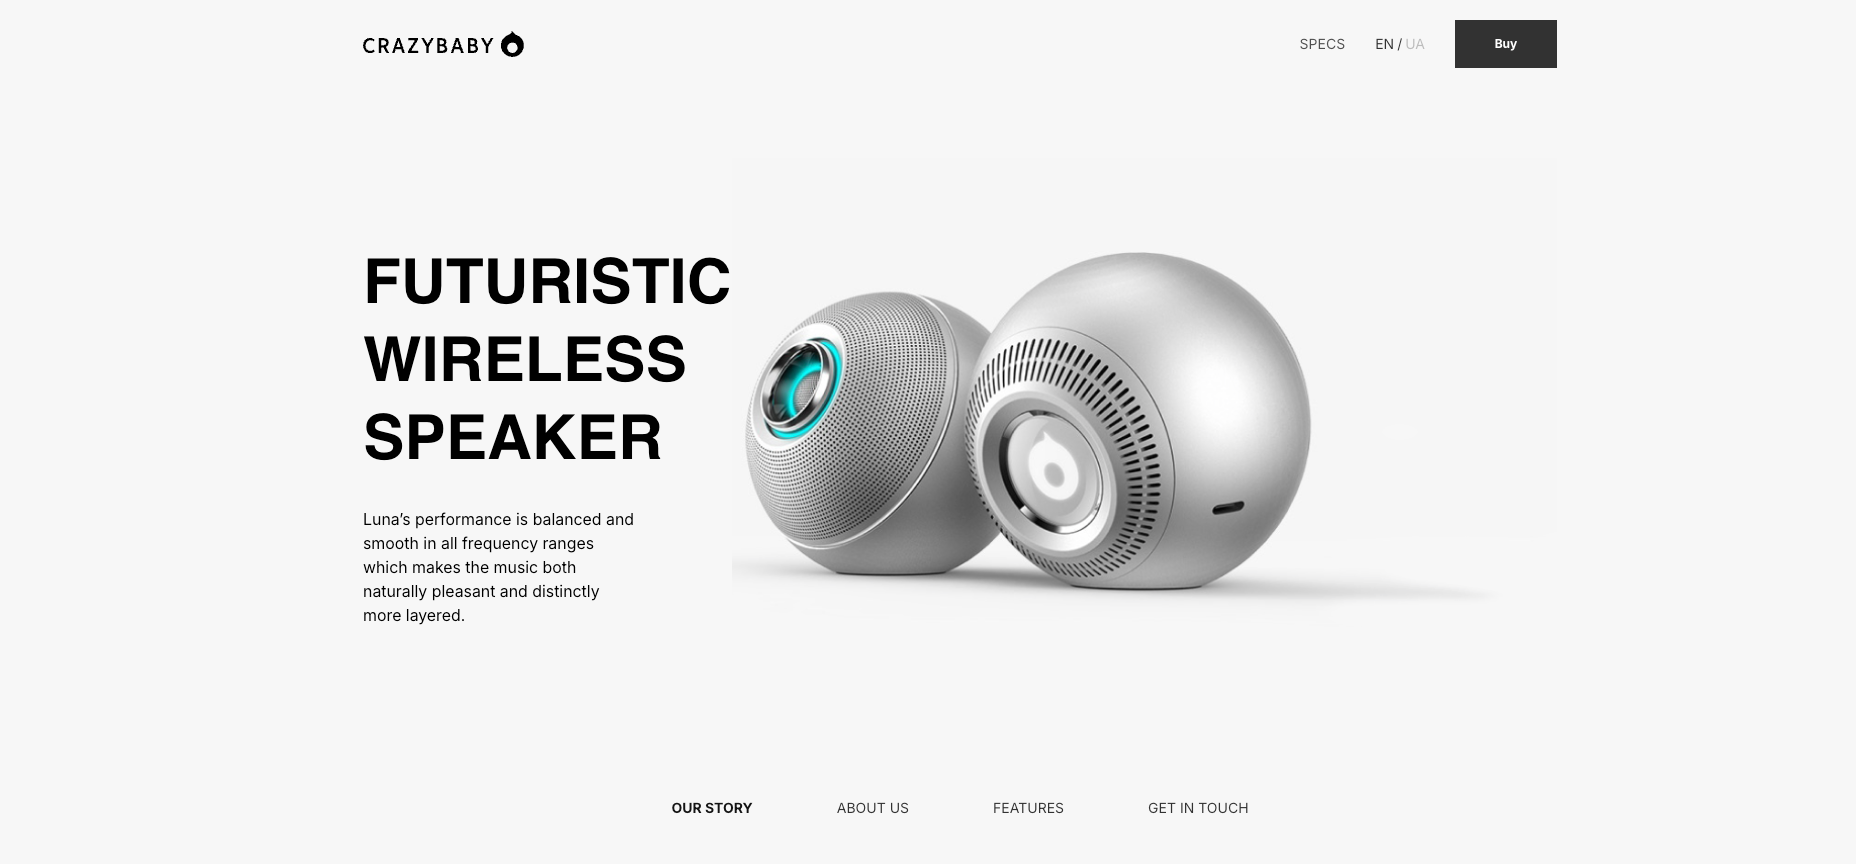 CRAZYBABY
SPECS
EN / UA
Buy
FUTURISTIC
WIRELESS
SPEAKER
Luna’s performance is balanced and
smooth in all frequency ranges
which makes the music both
naturally pleasant and distinctly
more layered.
OUR STORY
ABOUT US
FEATURES
GET IN TOUCH